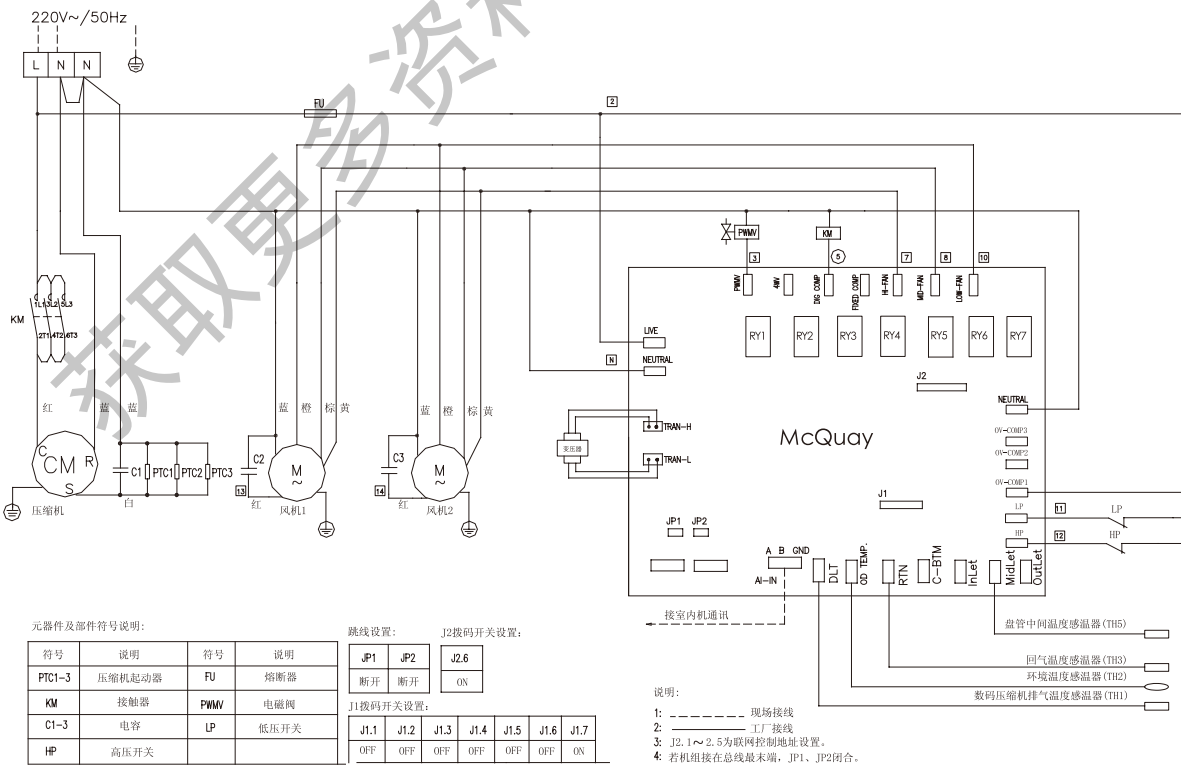 220V~/50Hz
L N N
FU
2
获取更多资料
PWMV
KM
3
5
7
8
10
PWMV
4WV
DIG COMP
FIXED COMP
HI-FAN
MID-FAN
LOW-FAN
1L1 3L2 5L3
KM
2T1 4T2 6T3
LIVE
RY1 RY2 RY3 RY4 RY5 RY6 RY7
N
NEUTRAL
J2
NEUTRAL
红 蓝 蓝 蓝 橙 棕 黄 蓝 橙 棕 黄
TRAN-H
变压器
McQuay
OV-COMP3
OV-COMP2
TRAN-L
C CM R S
C1 PTC1 PTC2 PTC3
C2
M ~
C3
M ~
OV-COMP1
J1
13
14
LP
11
LP
压缩机
白
红
风机1
红
风机2
JP1 JP2
HP
12
HP
A B GND
AI-IN
DLT
OD TEMP.
RTN
C-BTM
InLet
MidLet
OutLet
接室内机通讯
盘管中间温度感温器(TH5)
回气温度感温器(TH3)
环境温度感温器(TH2)
数码压缩机排气温度感温器(TH1)
元器件及部件符号说明:
符号 说明 符号 说明
PTC1-3 压缩机起动器 FU 熔断器
KM 接触器 PWMV 电磁阀
C1-3 电容 LP 低压开关
HP 高压开关
跳线设置:
JP1 JP2
断开 断开
J2拨码开关设置:
J2.6
ON
J1拨码开关设置:
J1.1 J1.2 J1.3 J1.4 J1.5 J1.6 J1.7
OFF OFF OFF OFF OFF OFF ON
说明:
1: 现场接线
2: 工厂接线
3: J2.1~2.5为联网控制地址设置。
4: 若机组接在总线最末端，JP1、JP2闭合。